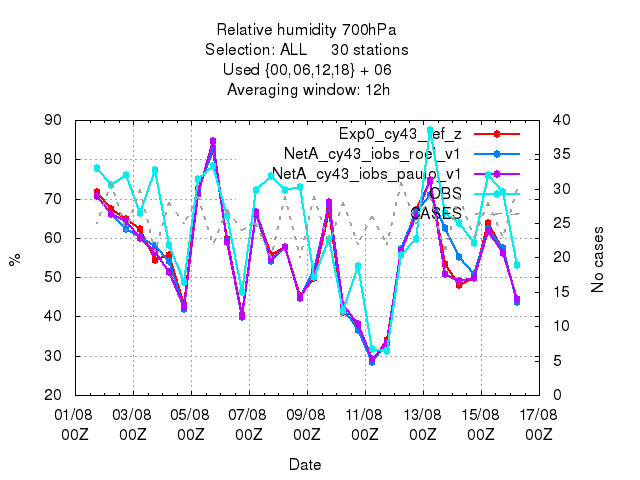 Relative humidity 700hPa
Selection: ALL 30 stations
Used {00,06,12,18} + 06
Averaging window: 12h
90 40
80 35
70 30
60 25
50 20
40 15
30 10
20 5
0
Exp0_cy43_ref_z
NetA_cy43_iobs_roel_v1
NetA_cy43_iobs_paulo_v1
OBS
CASES
%
No cases
01/08 03/08 05/08 07/08 09/08 11/08 13/08 15/08 17/08
00Z 00Z 00Z 00Z 00Z 00Z 00Z 00Z 00Z
Date